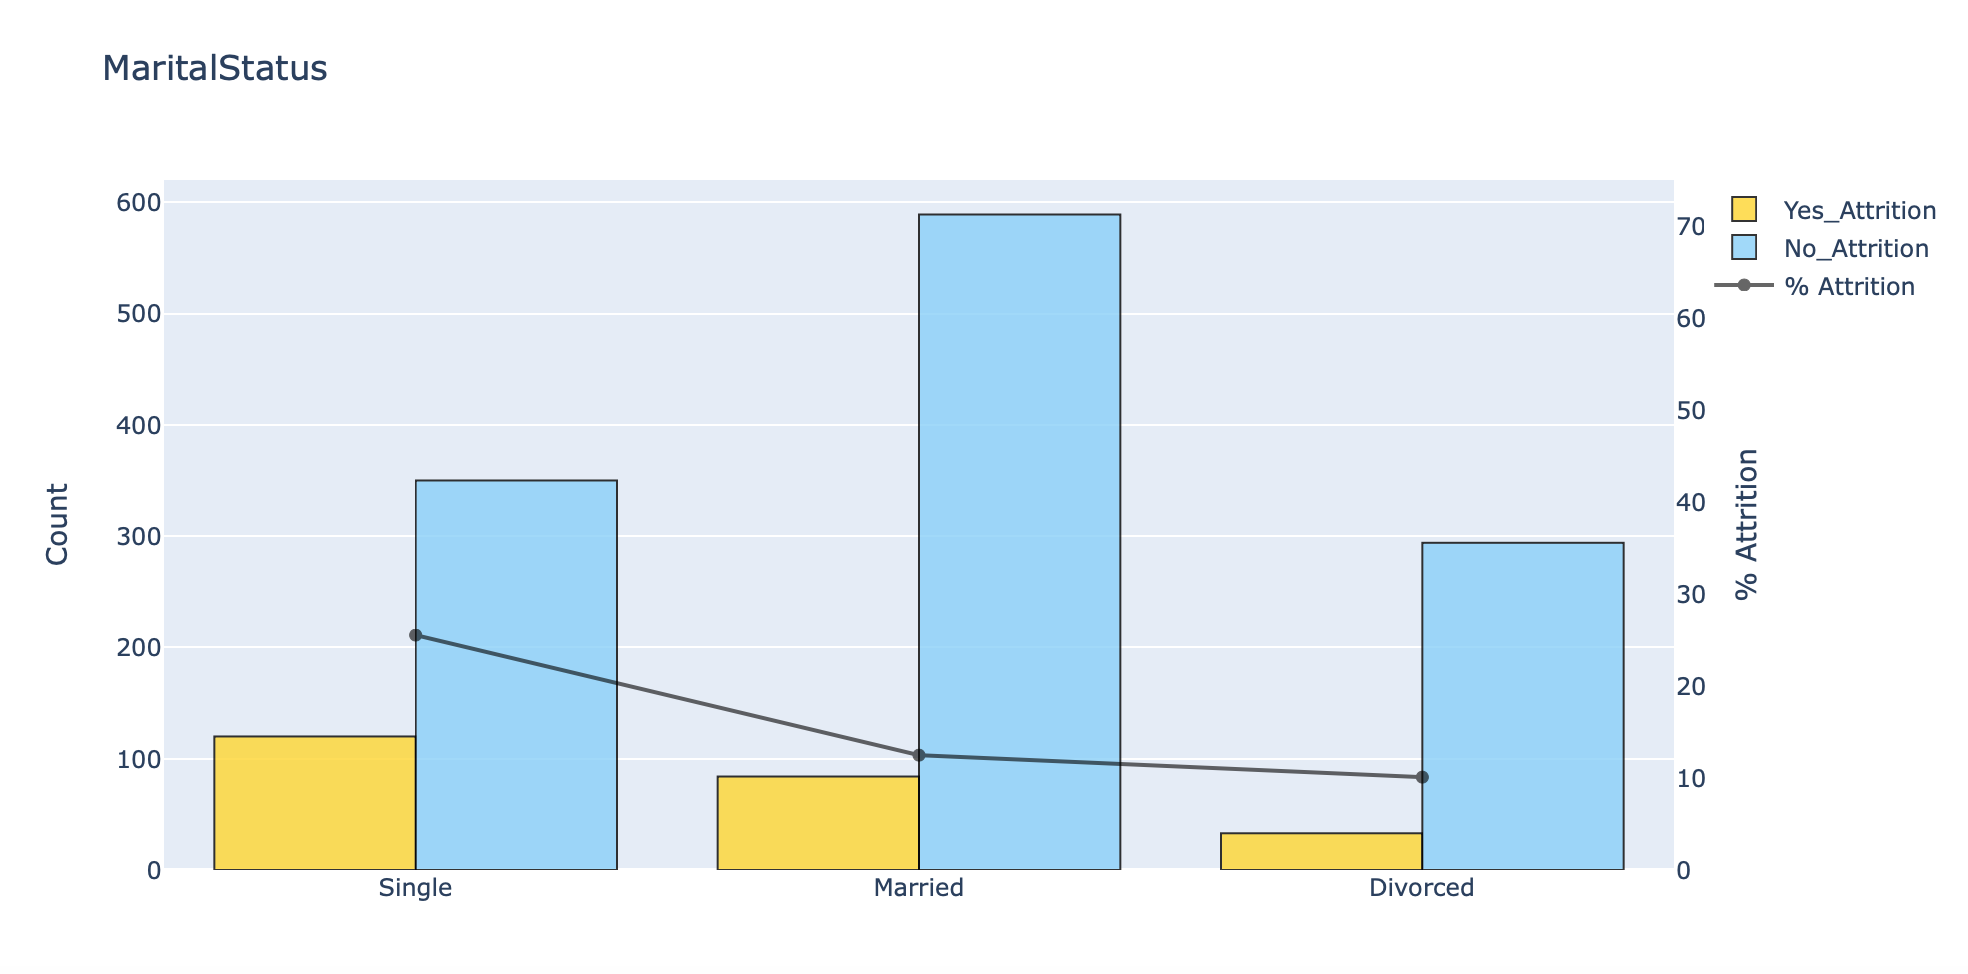 MaritalStatus
600
500
400
300
200
100
0
Count
Single
Married
Divorced
70
60
50
40
30
20
10
0
% Attrition
Yes_Attrition
No_Attrition
% Attrition